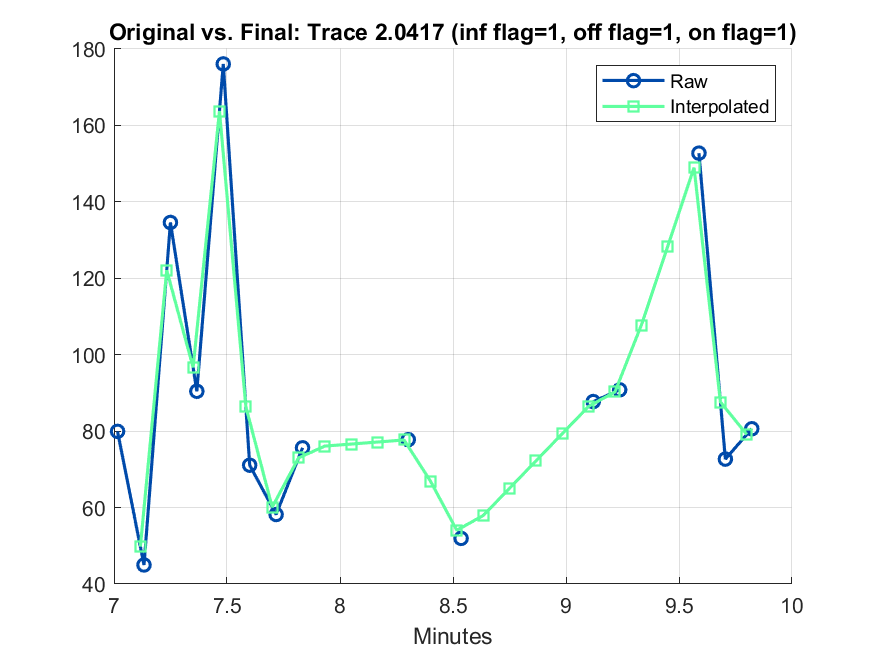 Original vs. Final: Trace 2.0417 (inf flag=1, off flag=1, on flag=1)
180
160
140
120
100
80
60
40
Raw
Interpolated
7 7.5 8 8.5 9 9.5 10
Minutes